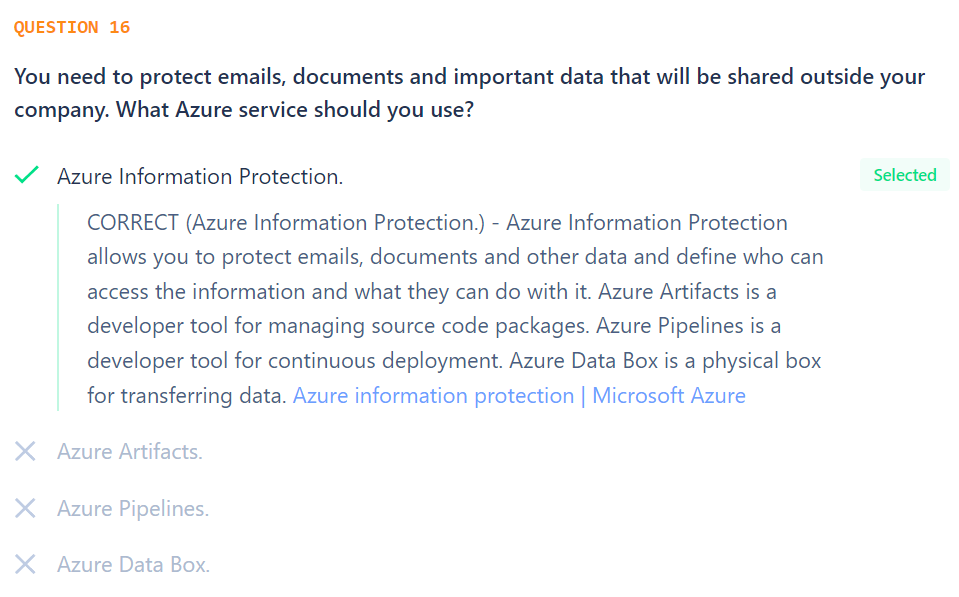 QUESTION 16
You need to protect emails, documents and important data that will be shared outside your
company. What Azure service should you use?
Azure Information Protection.
Selected
CORRECT (Azure Information Protection.) - Azure Information Protection
allows you to protect emails, documents and other data and define who can
access the information and what they can do with it. Azure Artifacts is a
developer tool for managing source code packages. Azure Pipelines is a
developer tool for continuous deployment. Azure Data Box is a physical box
for transferring data. Azure information protection | Microsoft Azure
Azure Artifacts.
Azure Pipelines.
Azure Data Box.